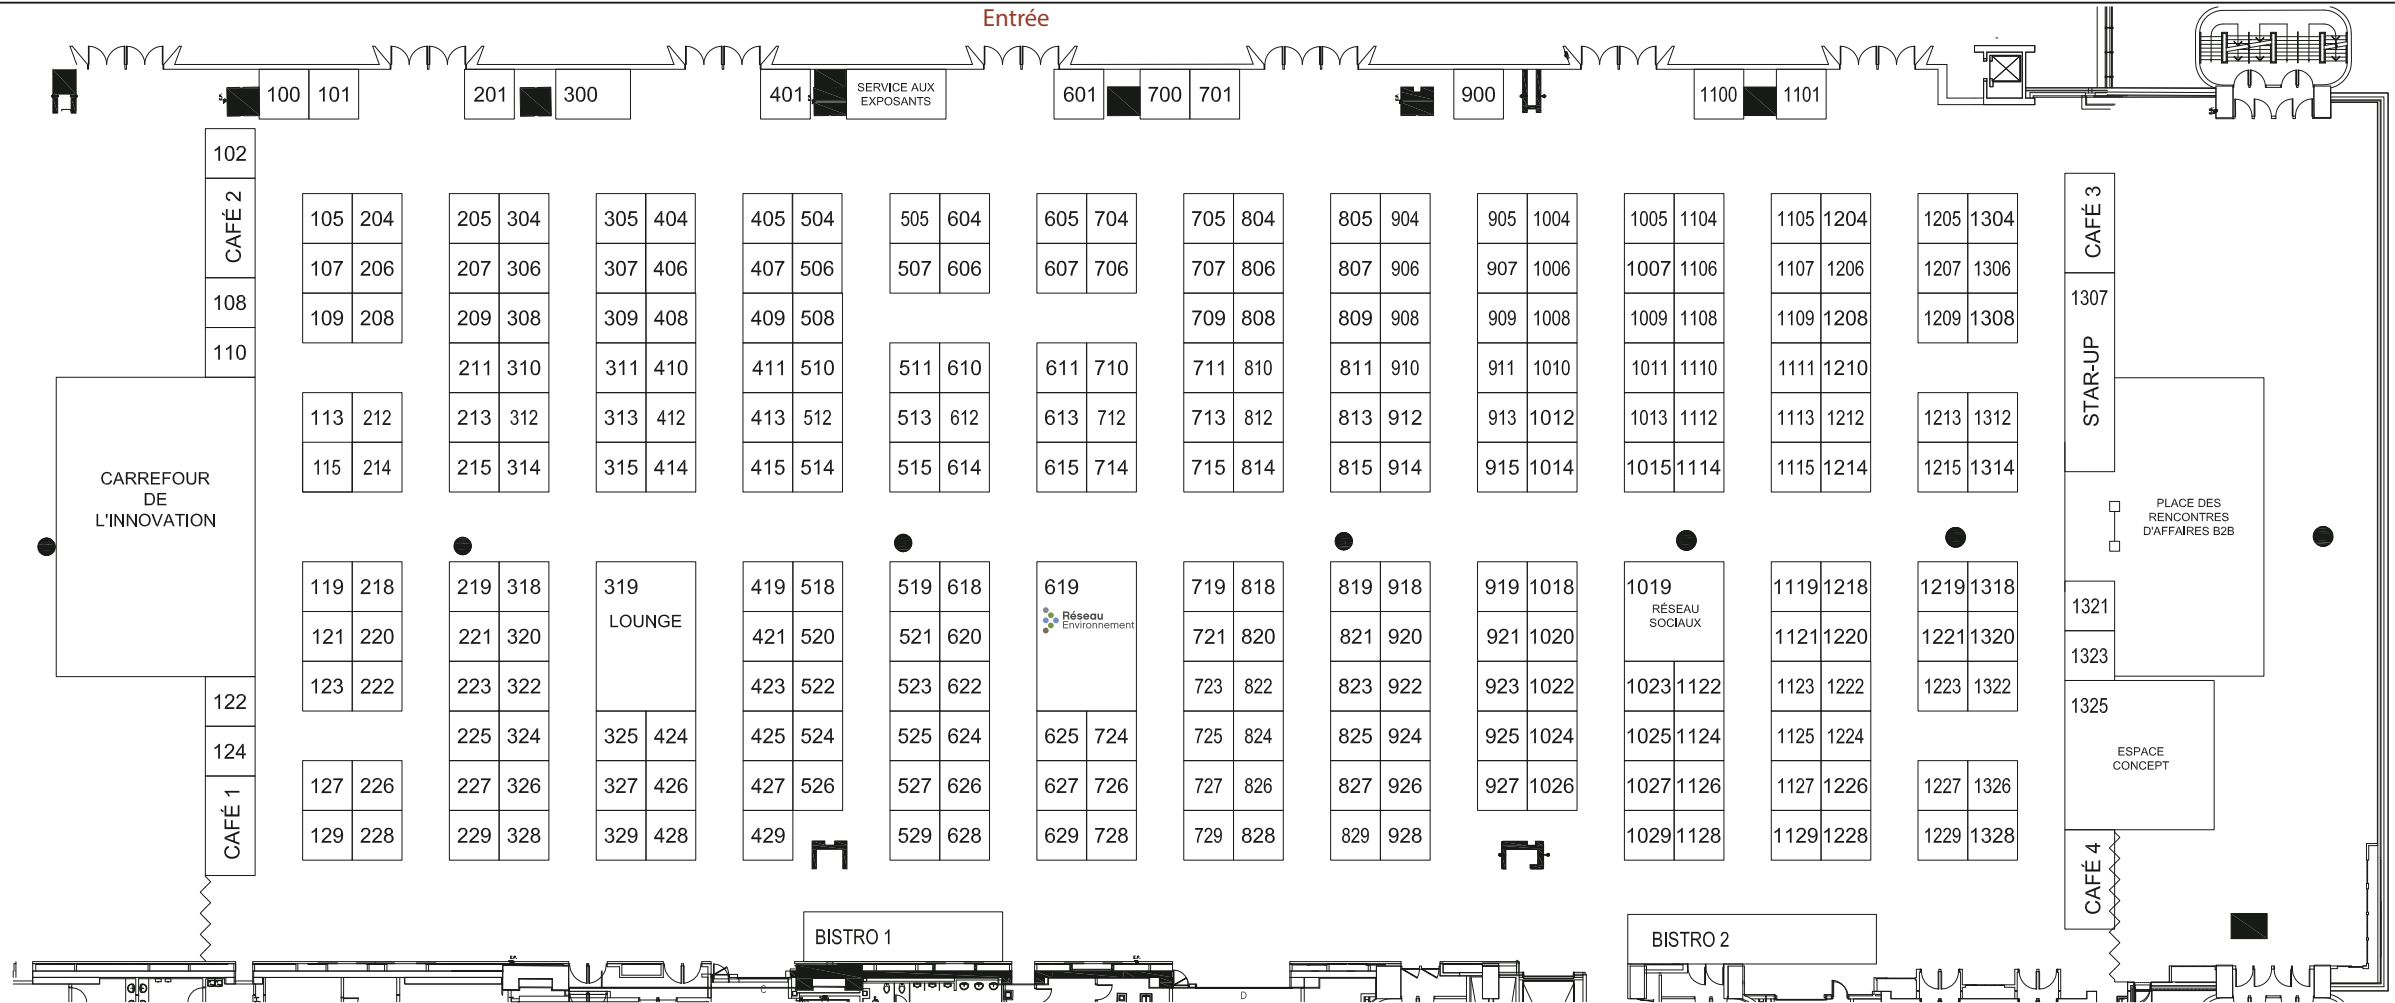 Entrée
100 101 201 300 401 SERVICE AUX
EXPOSANTS
601 700 701 900 1100 1101
102
CAFÉ 2
CAFÉ 3
105 204 205 304 305 404 405 504 505 604 605 704 705 804 805 904 905 1004 1005 1104 1105 1204 1205 1304
107 206 207 306 307 406 407 506 507 606 607 706 707 806 807 906 907 1006 1007 1106 1107 1206 1207 1306
108 1307
109 208 209 308 309 408 409 508 709 808 809 908 909 1008 1009 1108 1109 1208 1209 1308
110
STAR-UP
211 310 311 410 411 510 511 610 611 710 711 810 811 910 911 1010 1011 1110 1111 1210
113 212 213 312 313 412 413 512 513 612 613 712 713 812 813 912 913 1012 1013 1112 1113 1212 1213 1312
115 214 215 314 315 414 415 514 515 614 615 714 715 814 815 914 915 1014 1015 1114 1115 1214 1215 1314
CARREFOUR
DE
L'INNOVATION
PLACE DES
RENCONTRES
D'AFFAIRES B2B
119 218 219 318 319 419 518 519 618 619 719 818 819 918 919 1018 1019 1119 1218 1219 1318
LOUNGE
Réseau
Environnement
RÉSEAU
SOCIAUX
1321
121 220 221 320 421 520 521 620 721 820 821 920 921 1020 1121 1220 1221 1320
1323
123 222 223 322 423 522 523 622 723 822 823 922 923 1022 1023 1122 1123 1222 1223 1322
122 1325
225 324 325 424 425 524 525 624 625 724 725 824 825 924 925 1024 1025 1124 1125 1224
124
ESPACE
CONCEPT
127 226 227 326 327 426 427 526 527 626 627 726 727 826 827 926 927 1026 1027 1126 1127 1226 1227 1326
CAFÉ 1
129 228 229 328 329 428 429 529 628 629 728 729 828 829 928 1029 1128 1129 1228 1229 1328
CAFÉ 4
BISTRO 1
BISTRO 2
C
D